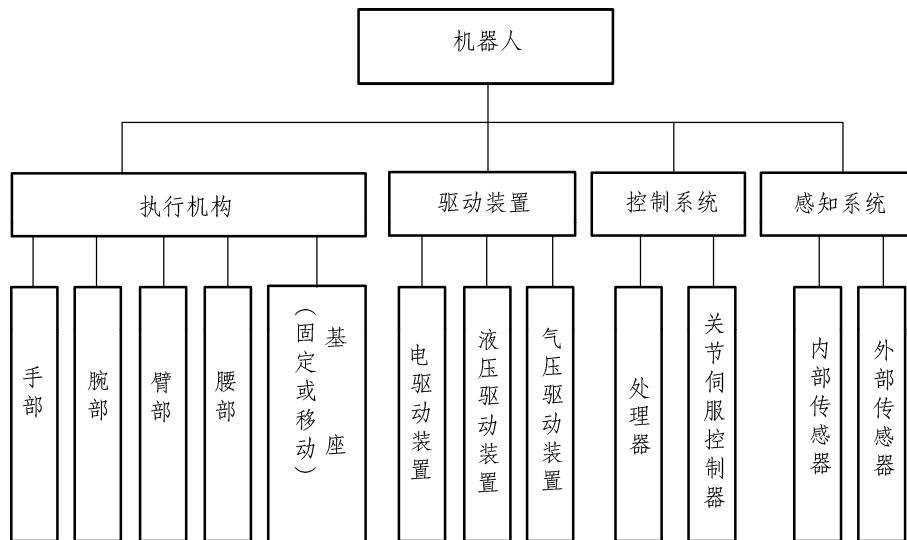 机器人
执行机构
驱动装置
控制系统
感知系统
手部
腕部
臂部
腰部
基座
（固定或移动）
电驱动装置
液压驱动装置
气压驱动装置
处理器
关节伺服控制器
内部传感器
外部传感器